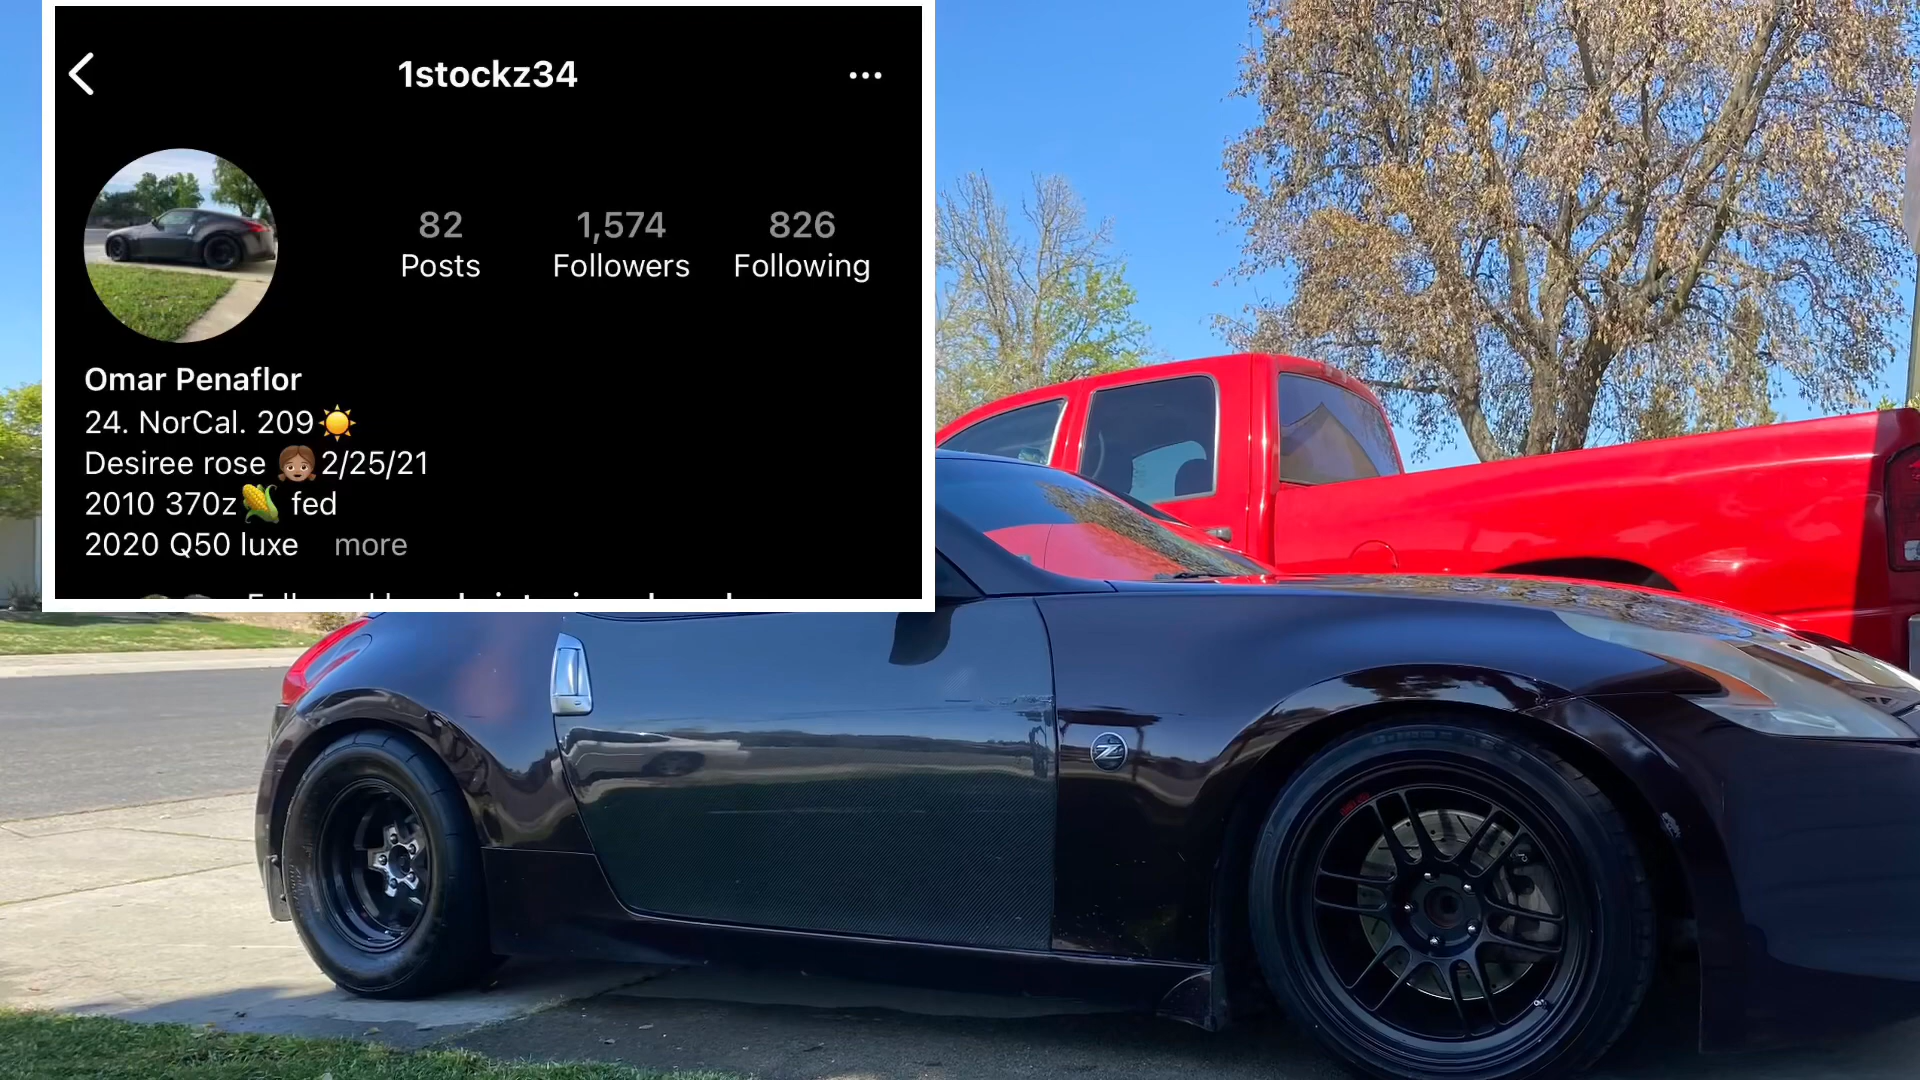 1stockz34
82
Posts
1,574
Followers
826
Following
Omar Penaflor
24. NorCal. 209☀️
Desiree rose 👧🏽2/25/21
2010 370z🌽 fed
2020 Q50 luxe more
Z